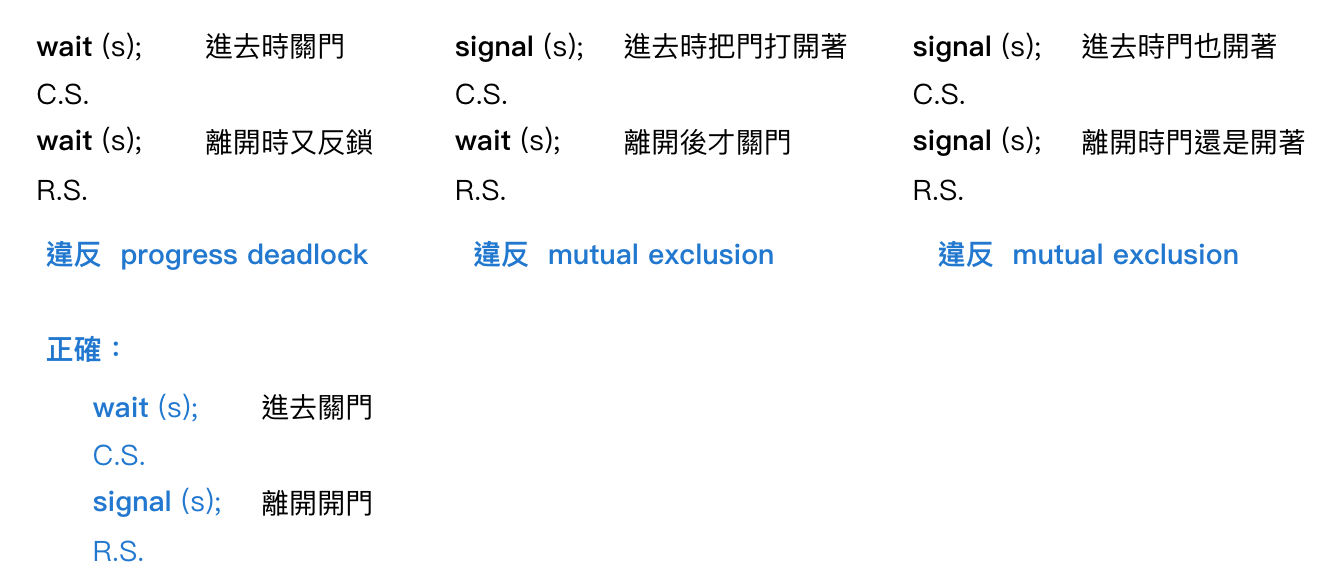 wait (s); 進去時關門
C.S.
wait (s); 離開時又反鎖
R.S.
違反 progress deadlock
signal (s); 進去時把門打開著
C.S.
wait (s); 離開後才關門
R.S.
違反 mutual exclusion
signal (s); 進去時門也開著
C.S.
signal (s); 離開時門還是開著
R.S.
違反 mutual exclusion
正確：
wait (s); 進去關門
C.S.
signal (s); 離開開門
R.S.